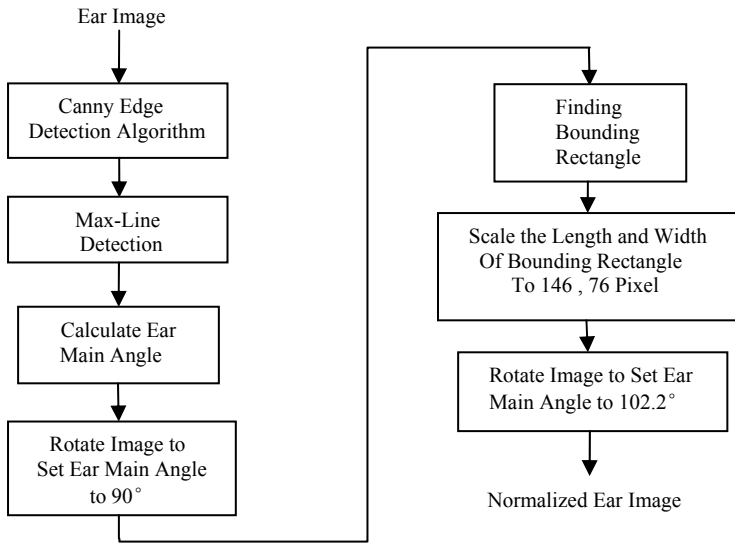 Ear Image
Canny Edge
Detection Algorithm
Max-Line
Detection
Calculate Ear
Main Angle
Rotate Image to
Set Ear Main Angle
to 90°
Finding
Bounding
Rectangle
Scale the Length and Width
Of Bounding Rectangle
To 146 , 76 Pixel
Rotate Image to Set Ear
Main Angle to 102.2°
Normalized Ear Image